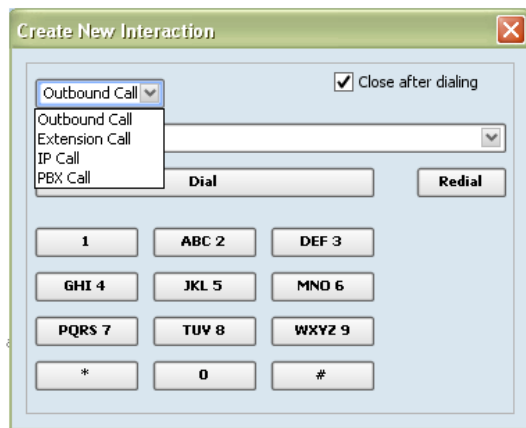 Create New Interaction
Outbound Call
Close after dialing
Outbound Call
Extension Call
IP Call
PBX Call
Dial
Redial
1
ABC 2
DEF 3
GHI 4
JKL 5
MNO 6
PQRS 7
TUV 8
WXYZ 9
*
0
#